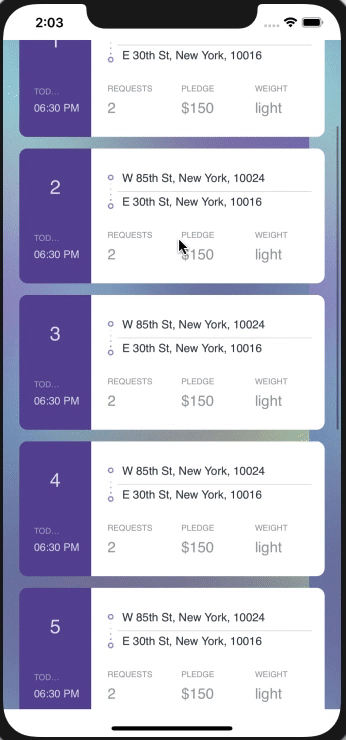 2:03
1
E 30th St, New York, 10016
TOD...
06:30 PM
REQUESTS PLEDGE WEIGHT
2 $150 light
2
W 85th St, New York, 10024
E 30th St, New York, 10016
TOD...
06:30 PM
REQUESTS PLEDGE WEIGHT
2 $150 light
3
W 85th St, New York, 10024
E 30th St, New York, 10016
TOD...
06:30 PM
REQUESTS PLEDGE WEIGHT
2 $150 light
4
W 85th St, New York, 10024
E 30th St, New York, 10016
TOD...
06:30 PM
REQUESTS PLEDGE WEIGHT
2 $150 light
5
W 85th St, New York, 10024
E 30th St, New York, 10016
TOD...
06:30 PM
REQUESTS PLEDGE WEIGHT
2 $150 light